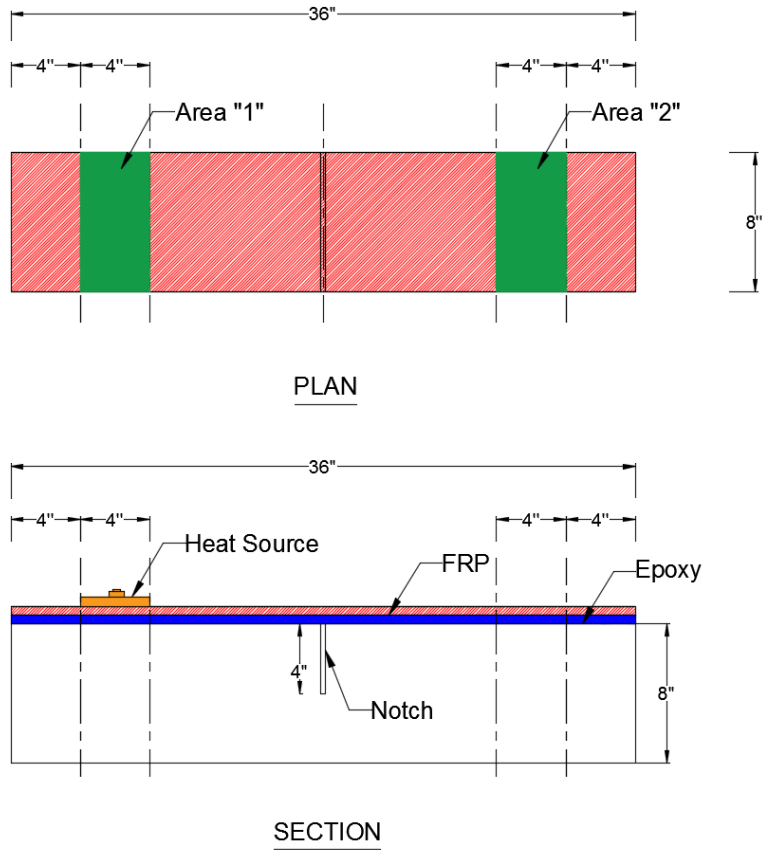 36"
4" 4" 4" 4"
Area "1" Area "2"
8"
PLAN
36"
4" 4" 4" 4"
Heat Source
FRP
Epoxy
4"
8"
Notch
SECTION